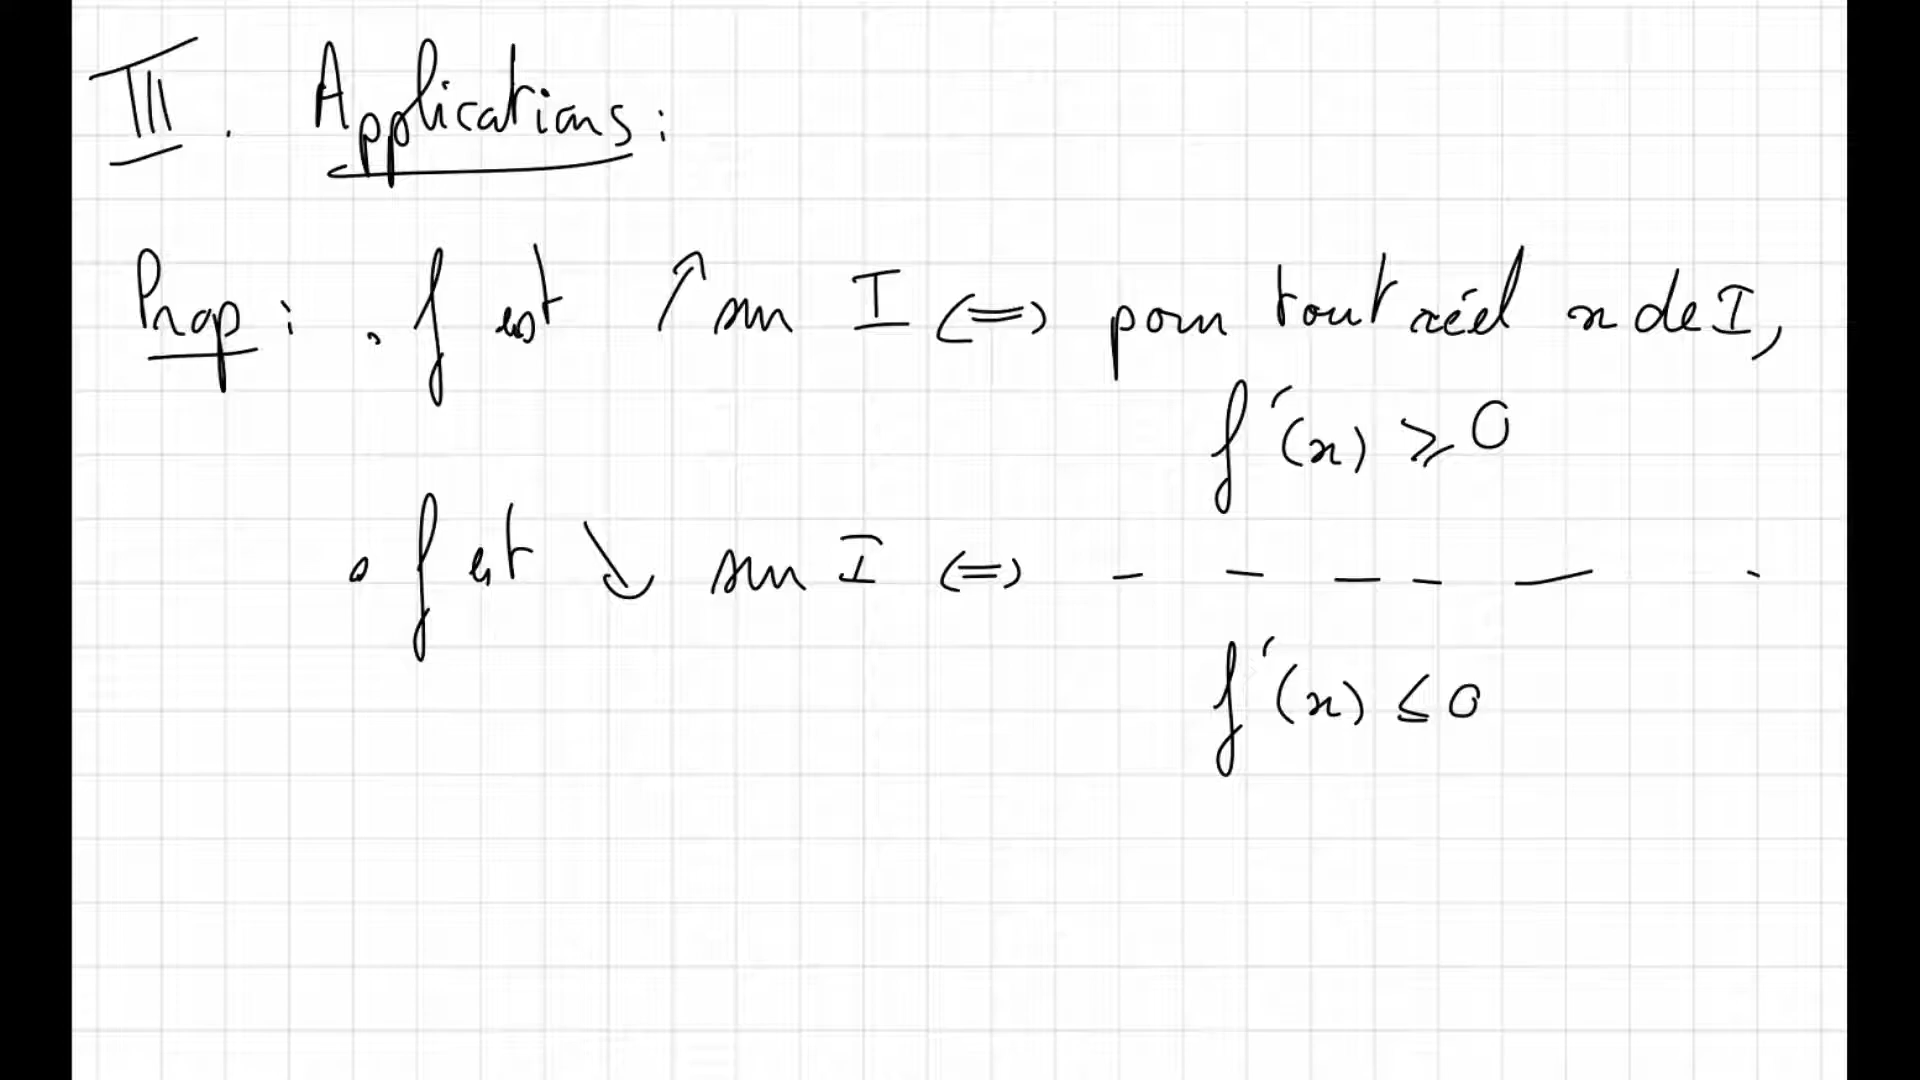 III. Applications :
Prop : . f est ↗ sur I (=) pour tout réel x de I,
f'(x) ≥ 0
. f est ↘ sur I (=) - - - - - -
f'(x) ≤ 0